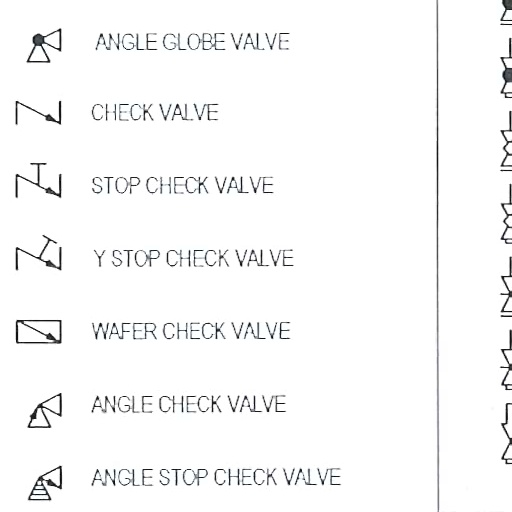 ANGLE GLOBE VALVE
CHECK VALVE
STOP CHECK VALVE
Y STOP CHECK VALVE
WAFER CHECK VALVE
ANGLE CHECK VALVE
ANGLE STOP CHECK VALVE